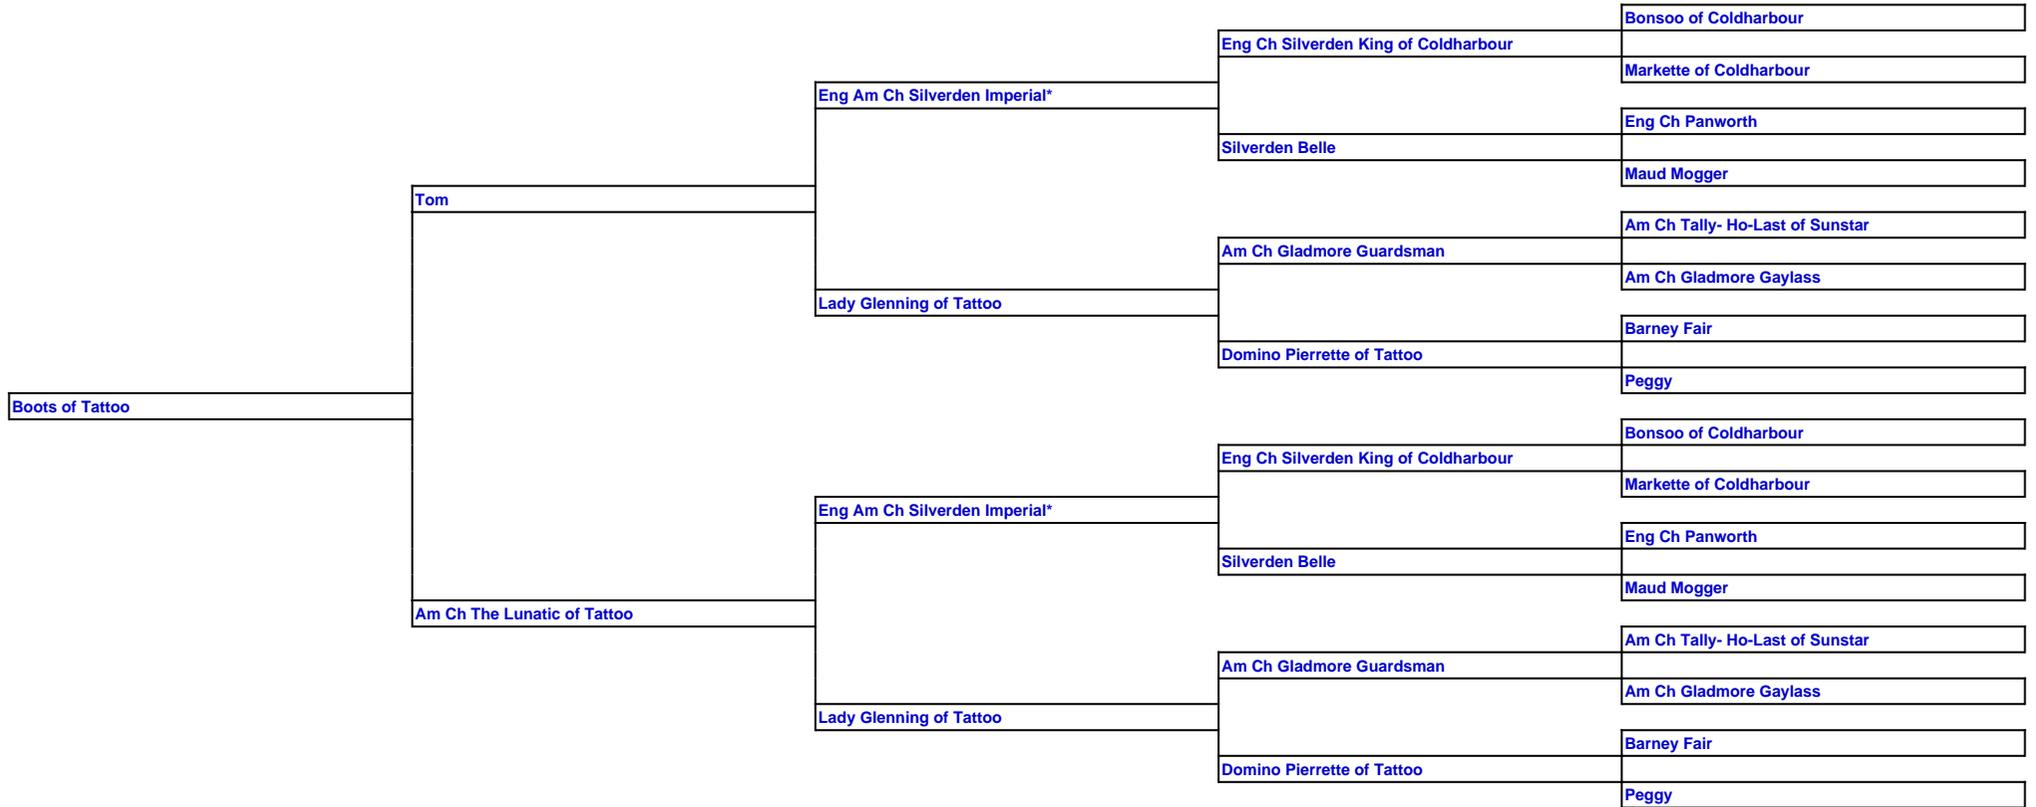 Bonsoo of Coldharbour
Eng Ch Silverden King of Coldharbour
Markette of Coldharbour
Eng Am Ch Silverden Imperial*
Eng Ch Panworth
Silverden Belle
Maud Mogger
Tom
Am Ch Tally- Ho-Last of Sunstar
Am Ch Gladmore Guardsman
Am Ch Gladmore Gaylass
Lady Glenning of Tattoo
Barney Fair
Domino Pierrette of Tattoo
Peggy
Boots of Tattoo
Bonsoo of Coldharbour
Eng Ch Silverden King of Coldharbour
Markette of Coldharbour
Eng Am Ch Silverden Imperial*
Eng Ch Panworth
Silverden Belle
Maud Mogger
Am Ch The Lunatic of Tattoo
Am Ch Tally- Ho-Last of Sunstar
Am Ch Gladmore Guardsman
Am Ch Gladmore Gaylass
Lady Glenning of Tattoo
Barney Fair
Domino Pierrette of Tattoo
Peggy